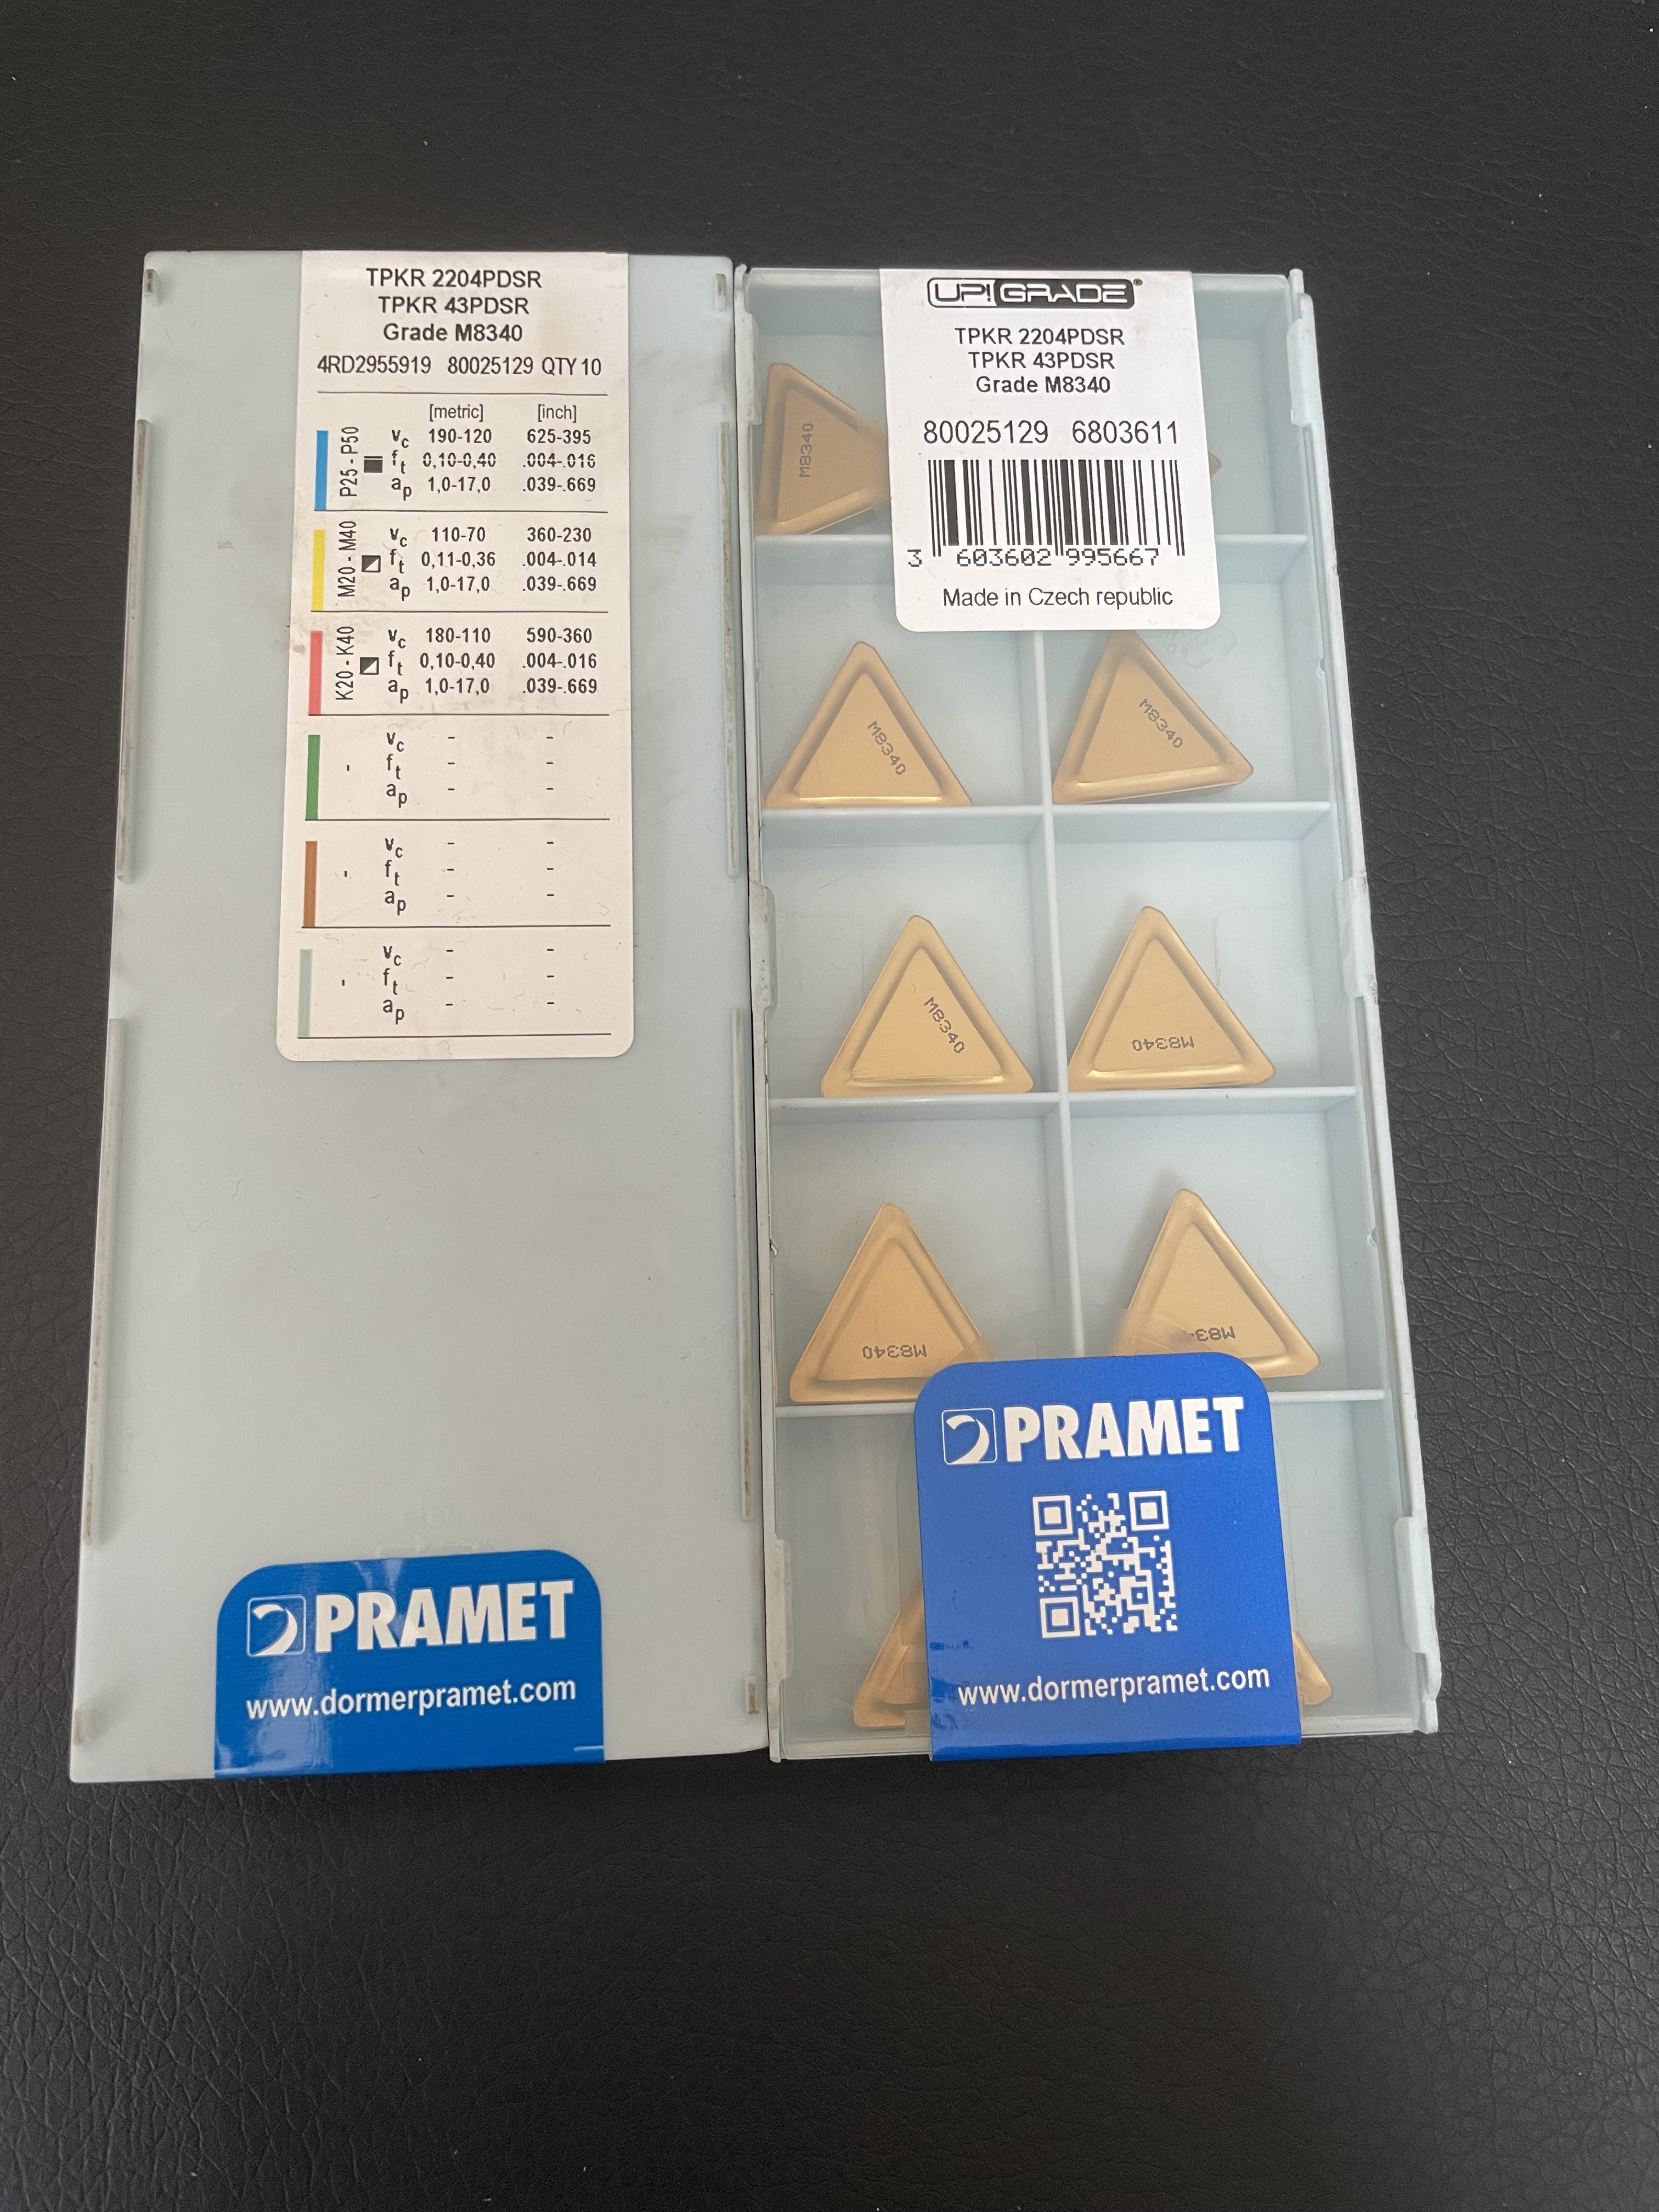 TPKR 2204PDSR
TPKR 43PDSR
Grade M8340
4RD2955919 80025129 QTY 10
[metric] [inch]
P25 - P50
vc 190-120 625-395
ft 0,10-0,40 .004-.016
ap 1,0-17,0 .039-.669
M20 - M40
vc 110-70 360-230
ft 0,11-0,36 .004-.014
ap 1,0-17,0 .039-.669
K20 - K40
vc 180-110 590-360
ft 0,10-0,40 .004-.016
ap 1,0-17,0 .039-.669
vc - -
ft - -
ap - -
vc - -
ft - -
ap - -
vc - -
ft - -
ap - -
PRAMET
www.dormerpramet.com
UP!GRADE®
TPKR 2204PDSR
TPKR 43PDSR
Grade M8340
80025129 6803611
3 603602 995667
Made in Czech republic
M8340
M8340
M8340
M8340
M8340
M8340
M834
PRAMET
www.dormerpramet.com